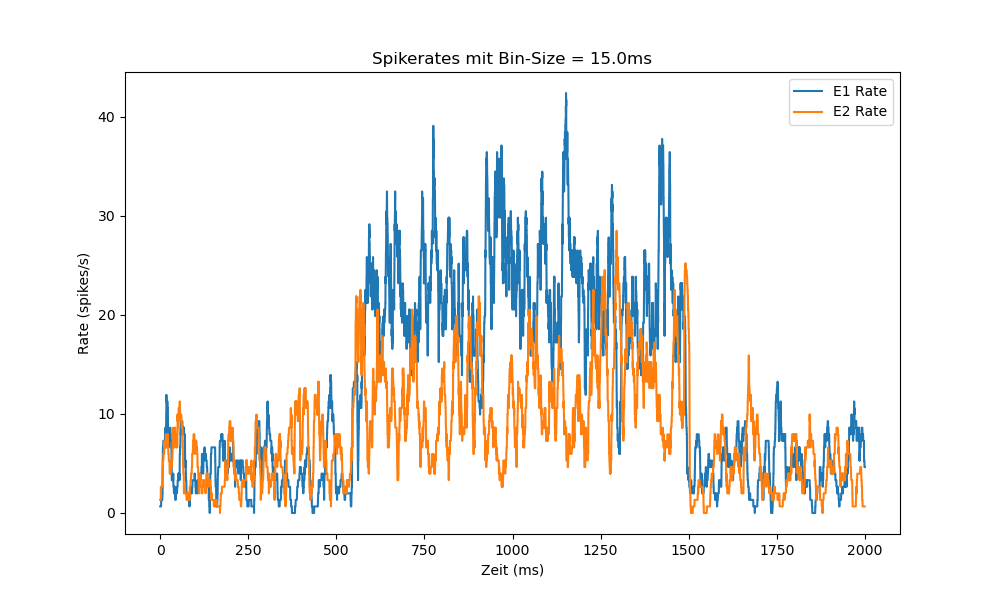 Spikerates mit Bin-Size = 15.0ms
E1 Rate
E2 Rate
Rate (spikes/s)
40
30
20
10
0
0 250 500 750 1000 1250 1500 1750 2000
Zeit (ms)